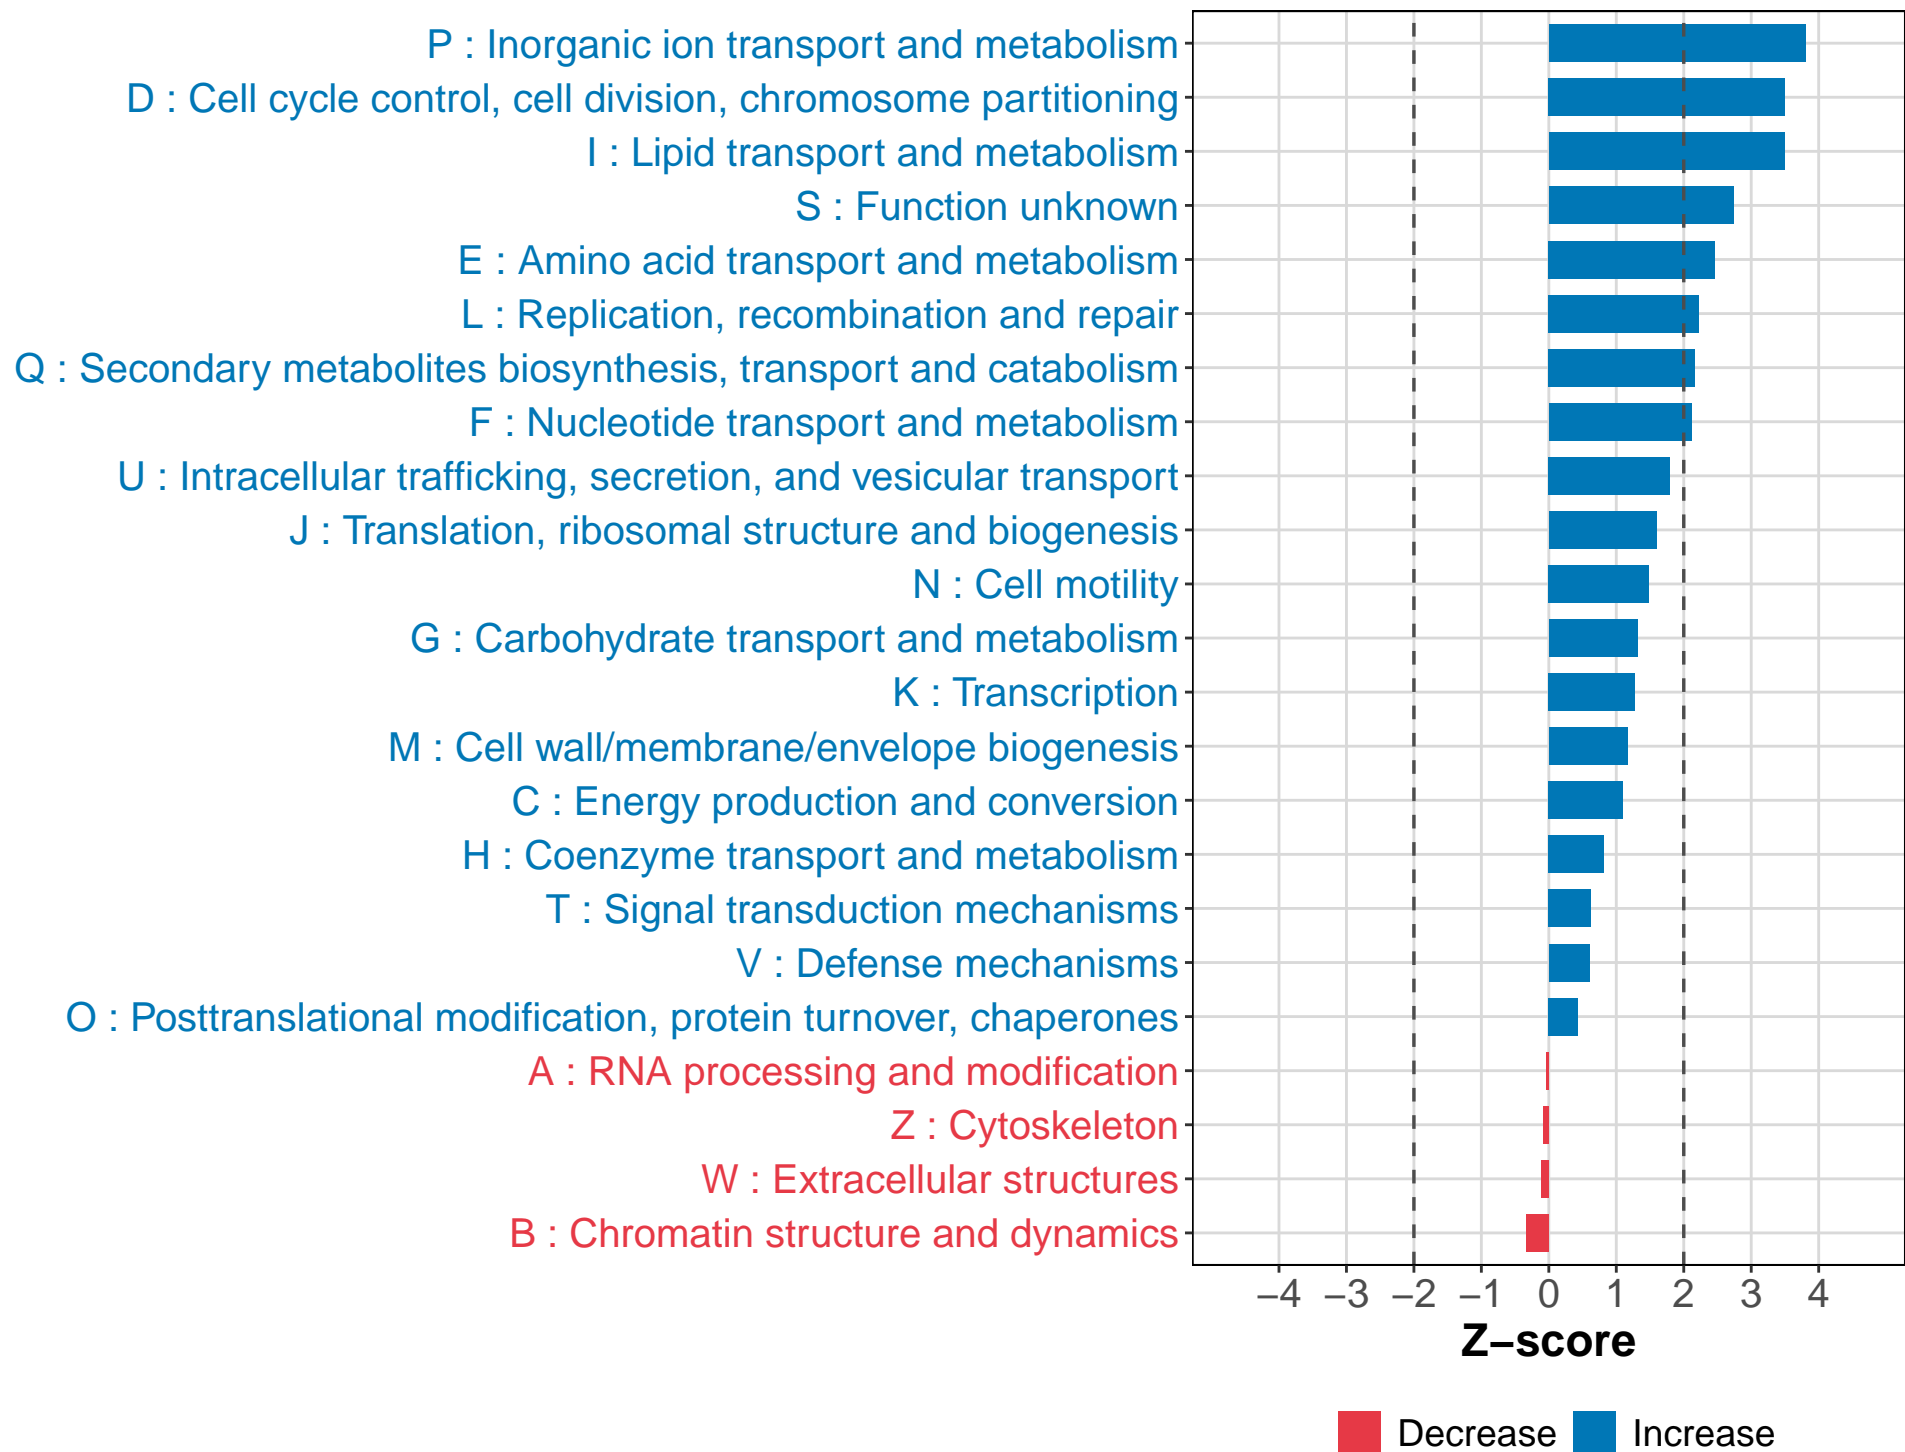 P : Inorganic ion transport and metabolism
D : Cell cycle control, cell division, chromosome partitioning
I : Lipid transport and metabolism
S : Function unknown
E : Amino acid transport and metabolism
L : Replication, recombination and repair
Q : Secondary metabolites biosynthesis, transport and catabolism
F : Nucleotide transport and metabolism
U : Intracellular trafficking, secretion, and vesicular transport
J : Translation, ribosomal structure and biogenesis
N : Cell motility
G : Carbohydrate transport and metabolism
K : Transcription
M : Cell wall/membrane/envelope biogenesis
C : Energy production and conversion
H : Coenzyme transport and metabolism
T : Signal transduction mechanisms
V : Defense mechanisms
O : Posttranslational modification, protein turnover, chaperones
A : RNA processing and modification
Z : Cytoskeleton
W : Extracellular structures
B : Chromatin structure and dynamics
−4 −3 −2 −1 0 1 2 3 4
Z−score
Decrease Increase